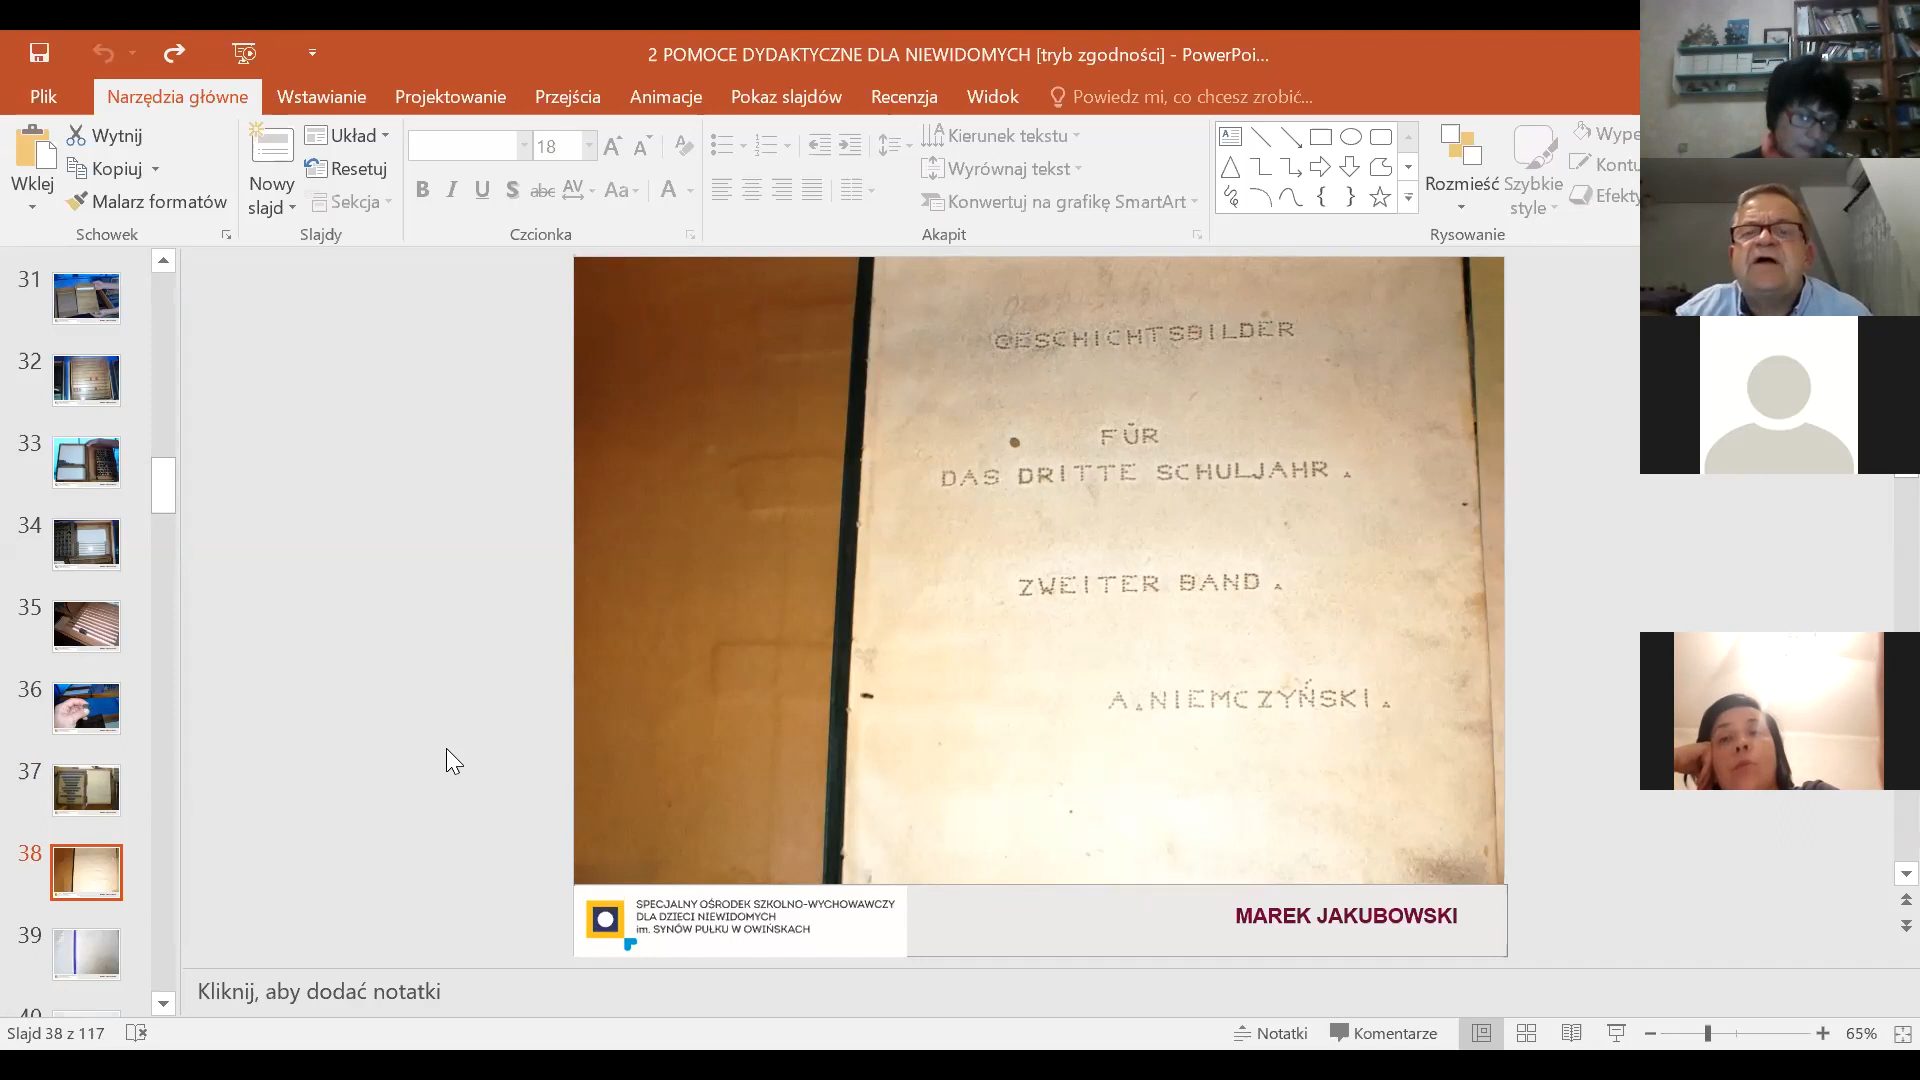 2 POMOCE DYDAKTYCZNE DLA NIEWIDOMYCH [tryb zgodności] - PowerPoi...
Plik
Narzędzia główne
Wstawianie
Projektowanie
Przejścia
Animacje
Pokaz slajdów
Recenzja
Widok
Powiedz mi, co chcesz zrobić...
Wklej
Wytnij
Kopiuj
Malarz formatów
Schowek
Nowy
slajd
Układ
Resetuj
Sekcja
Slajdy
18
Czcionka
Kierunek tekstu
Wyrównaj tekst
Konwertuj na grafikę SmartArt
Akapit
Rozmieść
Szybkie
style
Wype
Kontu
Efekty
Rysowanie
31
32
33
34
35
36
37
38
39
40
GESCHICHTSBILDER
FÜR
DAS DRITTE SCHULJAHR.
ZWEITER BAND.
A.NIEMCZYŃSKI.
SPECJALNY OŚRODEK SZKOLNO-WYCHOWAWCZY
DLA DZIECI NIEWIDOMYCH
im. SYNÓW PUŁKU W OWIŃSKACH
MAREK JAKUBOWSKI
Kliknij, aby dodać notatki
Slajd 38 z 117
Notatki
Komentarze
65%